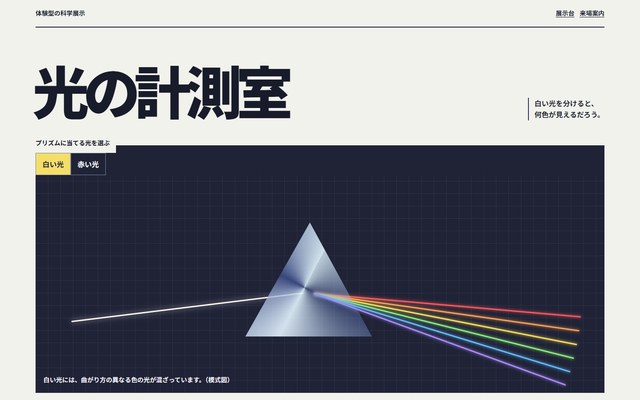 体験型の科学展示
展示台 来場案内
光の計測室
白い光を分けると、
何色が見えるだろう。
プリズムに当てる光を選ぶ
白い光 赤い光
白い光には、曲がり方の異なる色の光が混ざっています。（模式図）